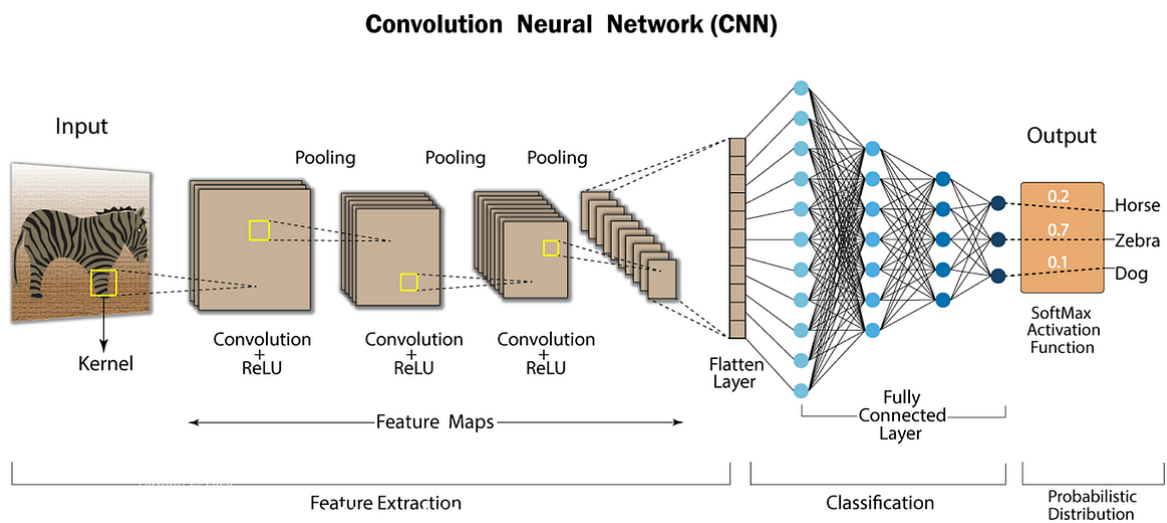 Convolution Neural Network (CNN)
Input
Kernel
Pooling
Pooling
Pooling
Convolution
+
ReLU
Convolution
+
ReLU
Convolution
+
ReLU
Feature Maps
Flatten
Layer
Fully
Connected
Layer
Output
0.2
Horse
0.7
Zebra
0.1
Dog
SoftMax
Activation
Function
Feature Extraction
Classification
Probabilistic
Distribution